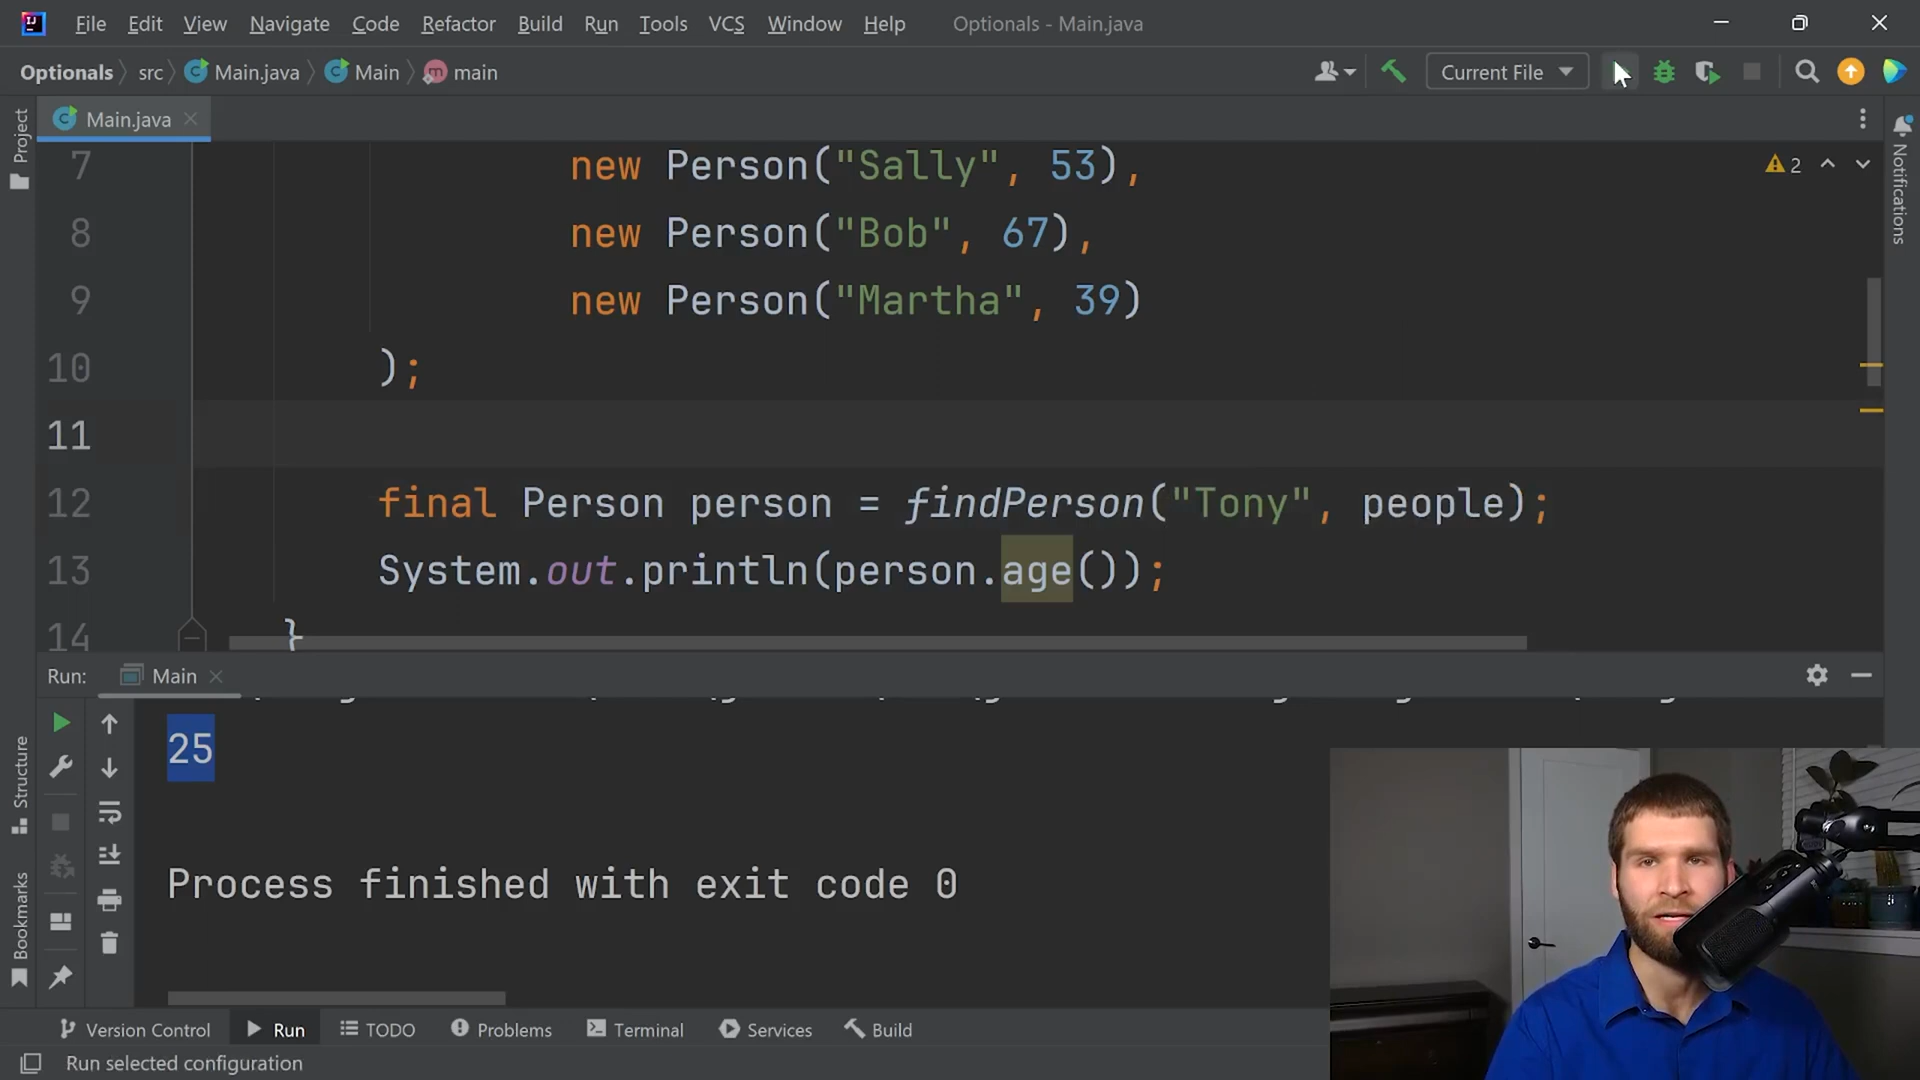 File Edit View Navigate Code Refactor Build Run Tools VCS Window Help Optionals - Main.java
Optionals src Main.java Main main Current File
Main.java
Project
Notifications
7 new Person("Sally", 53),
2
8 new Person("Bob", 67),
9 new Person("Martha", 39)
10 );
11
12 final Person person = findPerson("Tony", people);
13 System.out.println(person.age());
14 }
Run: Main
25
Process finished with exit code 0
Structure
Bookmarks
Version Control Run TODO Problems Terminal Services Build
Run selected configuration